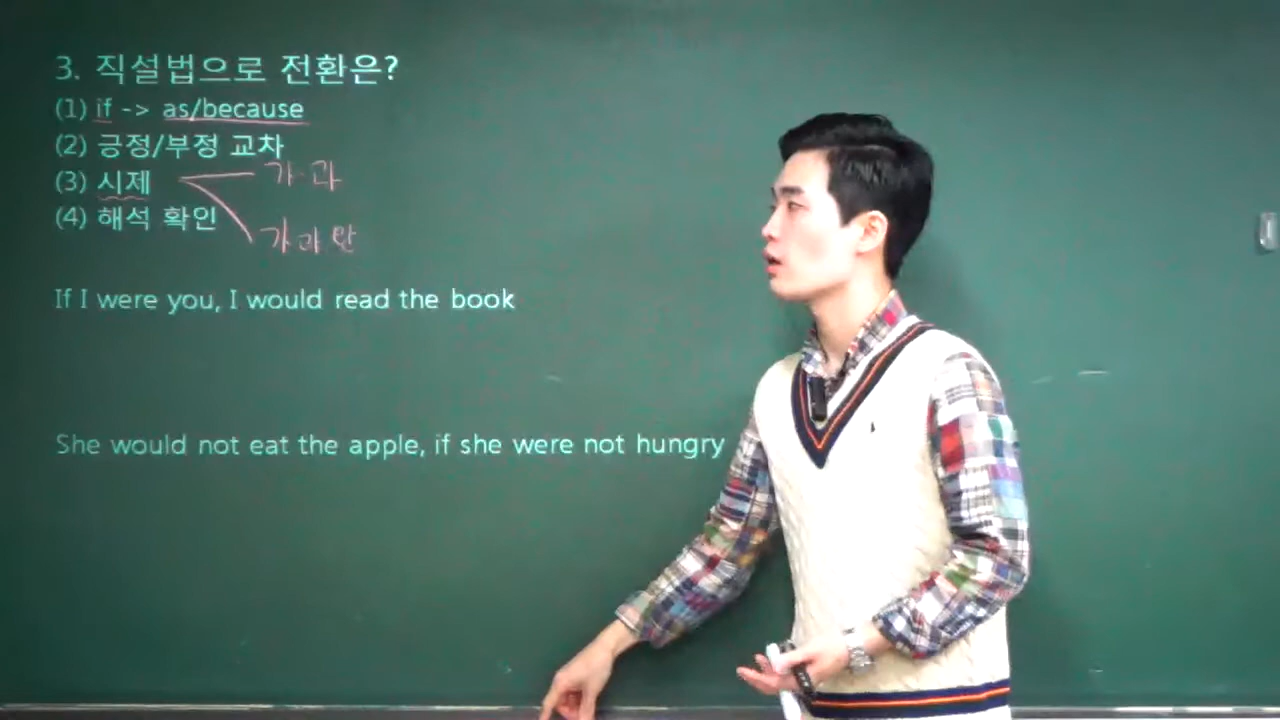 3. 직설법으로 전환은?
(1) if -> as/because
(2) 긍정/부정 교차
(3) 시제 가 과
(4) 해석 확인 가 과 완
If I were you, I would read the book
She would not eat the apple, if she were not hungry